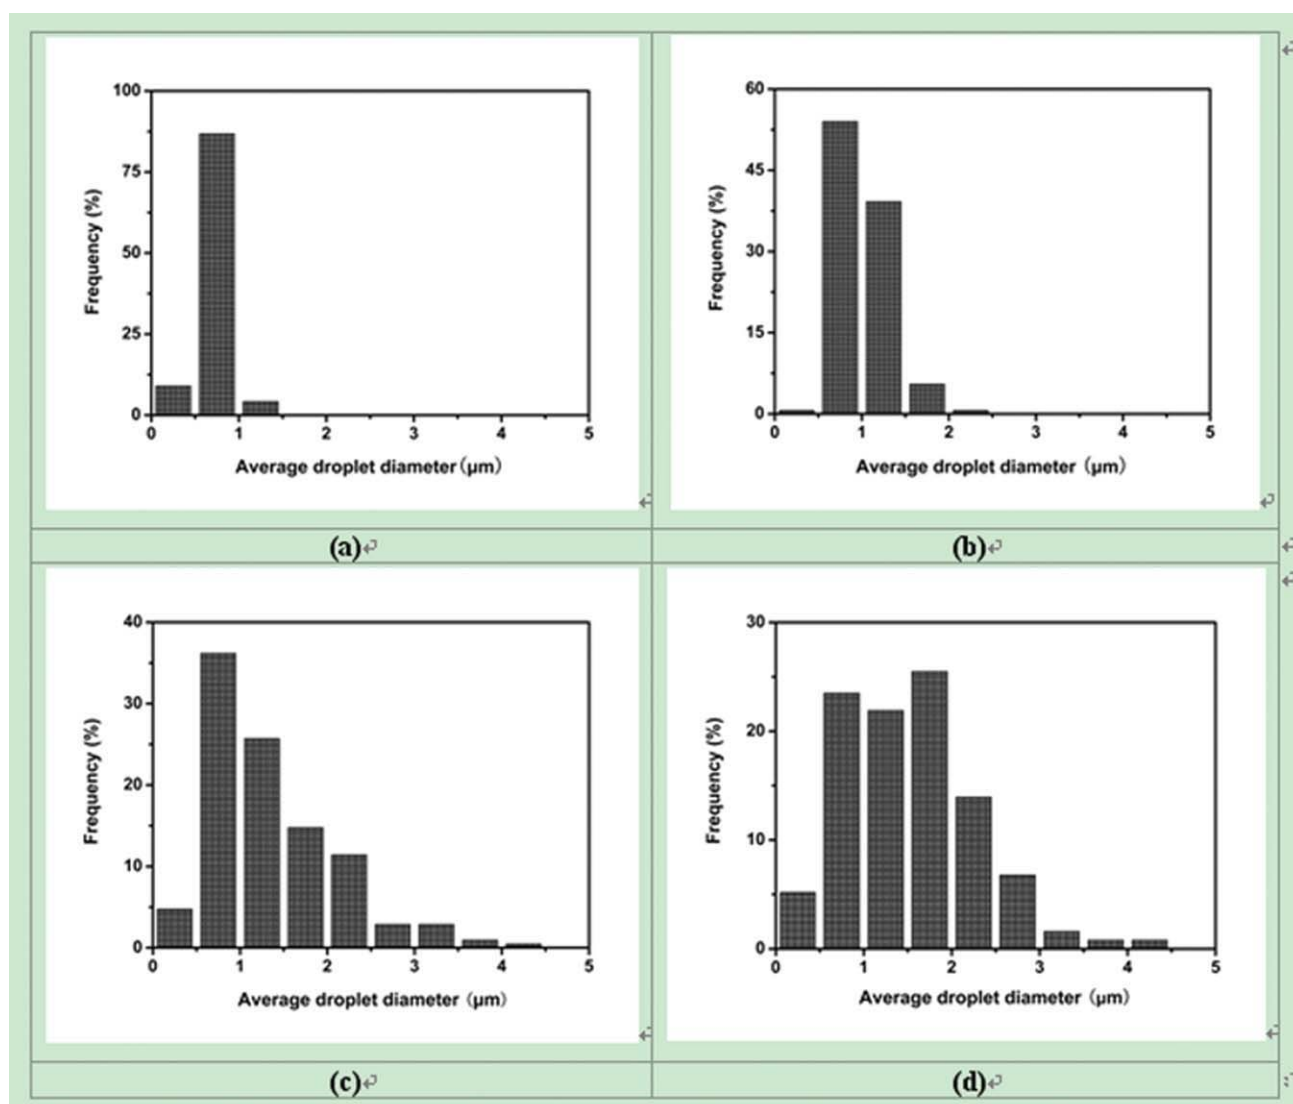 100
75
50
25
0
Frequency (%)
0 1 2 3 4 5
Average droplet diameter (μm)
60
45
30
15
0
Frequency (%)
0 1 2 3 4 5
Average droplet diameter (μm)
(a)
(b)
40
30
20
10
0
Frequency (%)
0 1 2 3 4 5
Average droplet diameter (μm)
30
20
10
0
Frequency (%)
0 1 2 3 4 5
Average droplet diameter (μm)
(c)
(d)